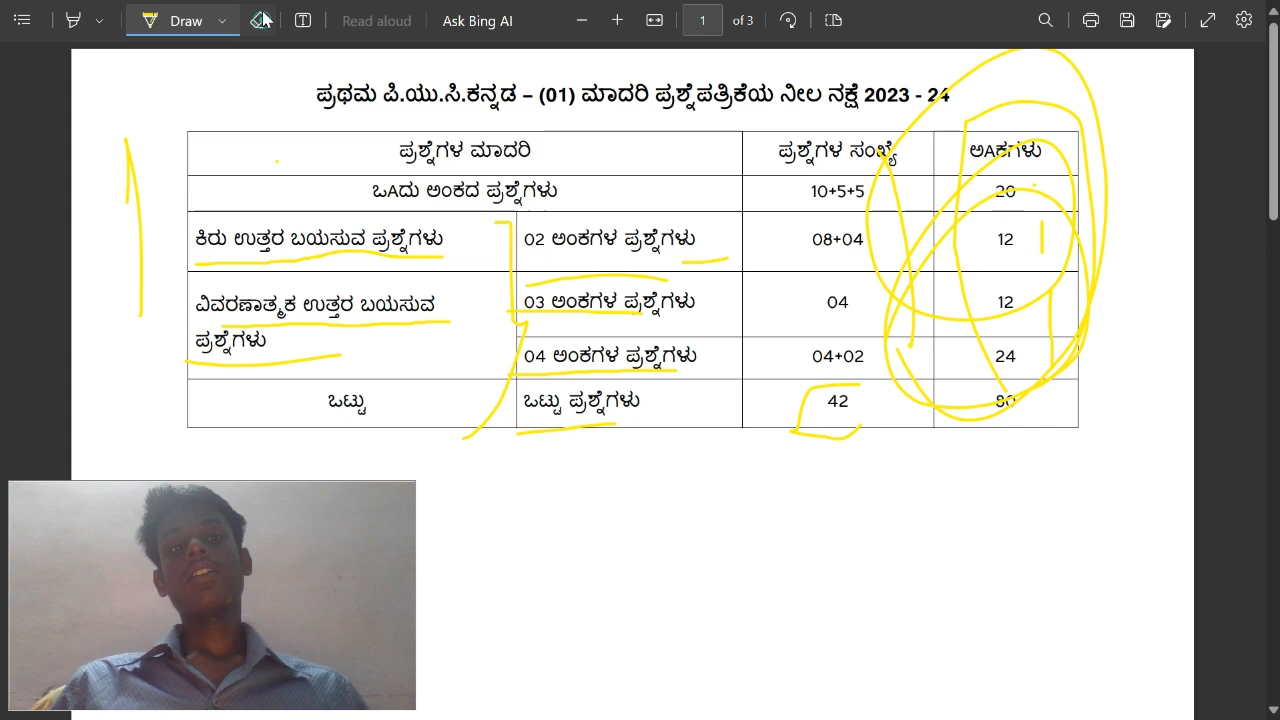 Draw
Read aloud
Ask Bing AI
1 of 3
ಪ್ರಥಮ ಪಿ.ಯು.ಸಿ.ಕನ್ನಡ – (01) ಮಾದರಿ ಪ್ರಶ್ನೆಪತ್ರಿಕೆಯ ನೀಲ ನಕ್ಷೆ 2023 - 24
ಪ್ರಶ್ನೆಗಳ ಮಾದರಿ ಪ್ರಶ್ನೆಗಳ ಸಂಖ್ಯೆ ಅAಕಗಳು
ಒAದು ಅಂಕದ ಪ್ರಶ್ನೆಗಳು 10+5+5 20
ಕಿರು ಉತ್ತರ ಬಯಸುವ ಪ್ರಶ್ನೆಗಳು 02 ಅಂಕಗಳ ಪ್ರಶ್ನೆಗಳು 08+04 12
ವಿವರಣಾತ್ಮಕ ಉತ್ತರ ಬಯಸುವ 03 ಅಂಕಗಳ ಪ್ರಶ್ನೆಗಳು 04 12
ಪ್ರಶ್ನೆಗಳು
04 ಅಂಕಗಳ ಪ್ರಶ್ನೆಗಳು 04+02 24
ಒಟ್ಟು ಒಟ್ಟು ಪ್ರಶ್ನೆಗಳು 42 80